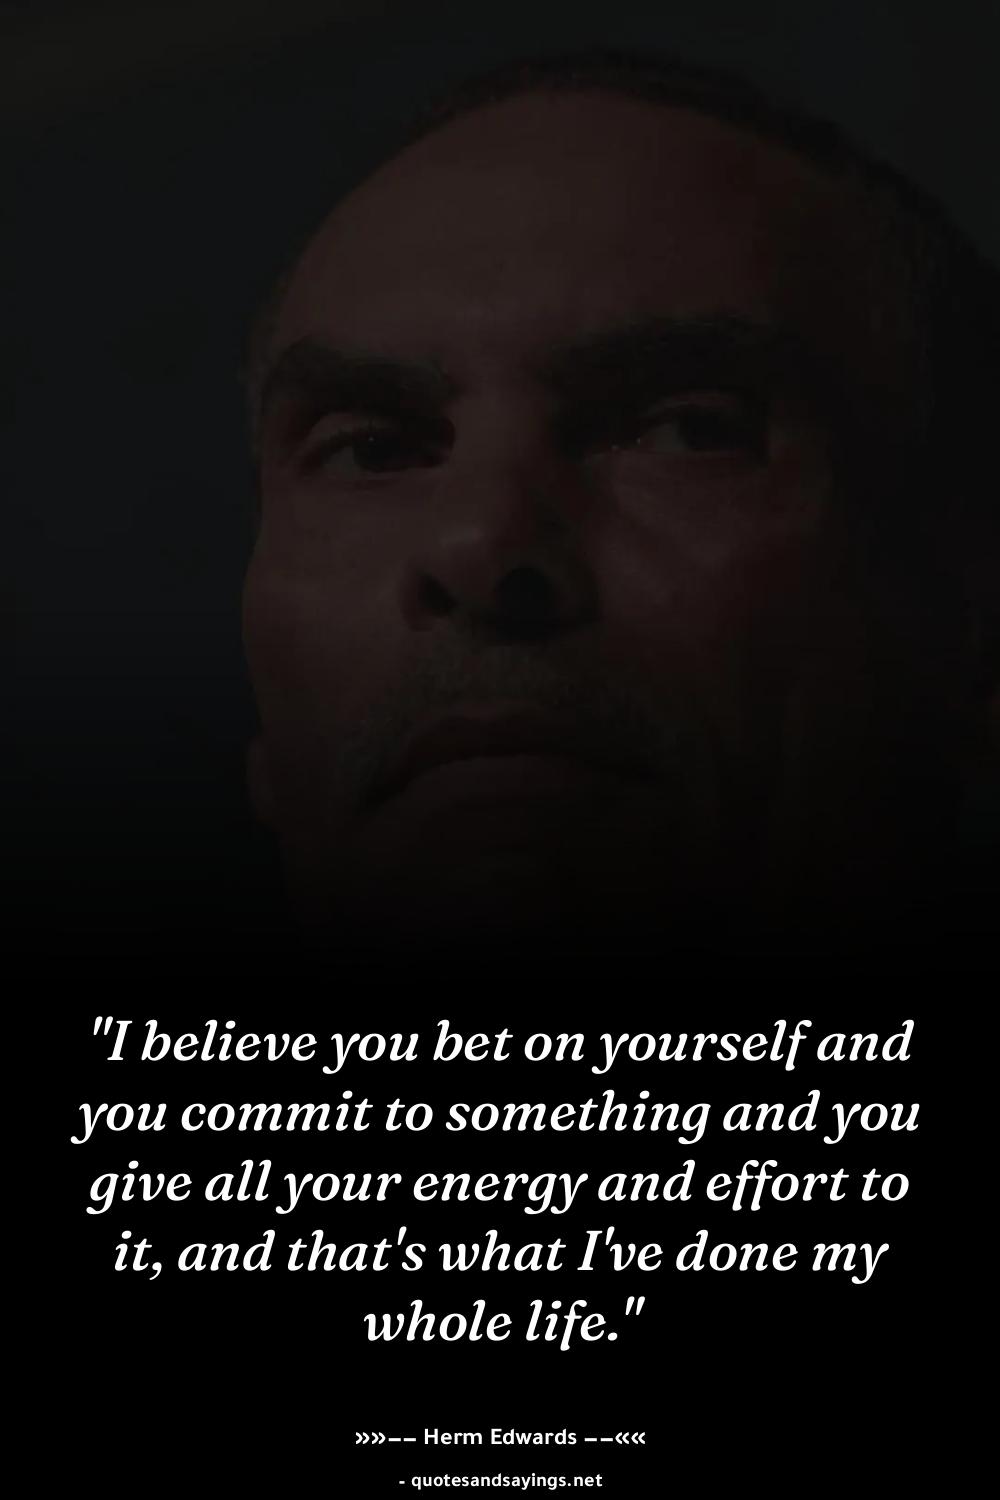 "I believe you bet on yourself and
you commit to something and you
give all your energy and effort to
it, and that's what I've done my
whole life."
»»—— Herm Edwards ——««
- quotesandsayings.net